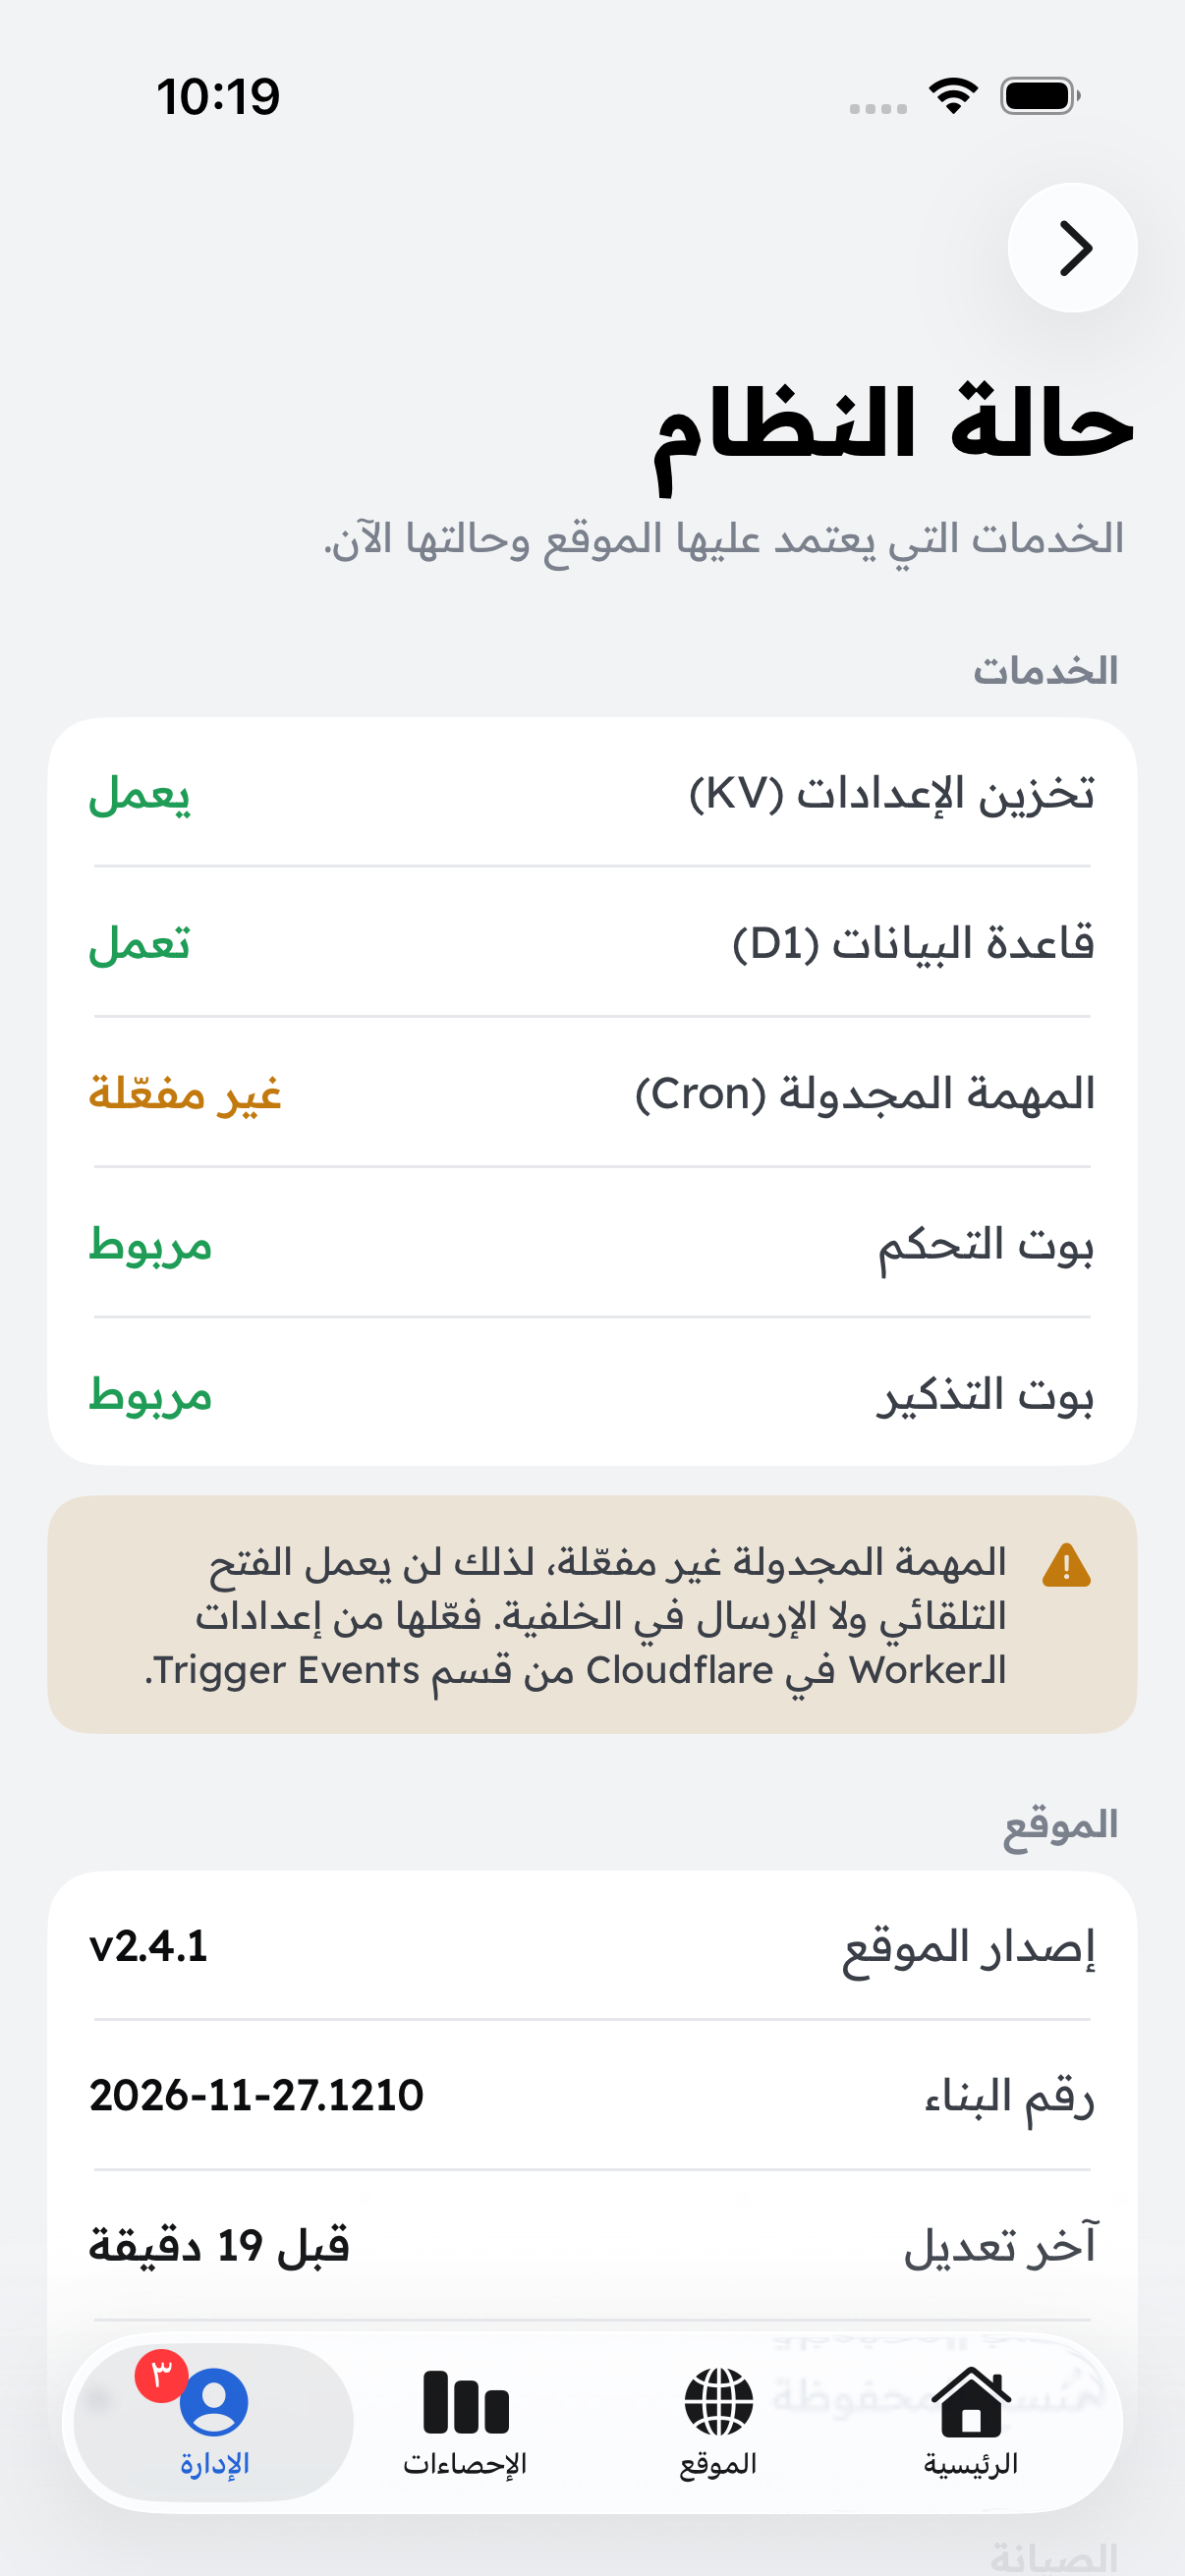 10:19
حالة النظام
الخدمات التي يعتمد عليها الموقع وحالتها الآن.
الخدمات
تخزين الإعدادات (KV) يعمل
قاعدة البيانات (D1) تعمل
المهمة المجدولة (Cron) غير مفعّلة
بوت التحكم مربوط
بوت التذكير مربوط
المهمة المجدولة غير مفعّلة، لذلك لن يعمل الفتح
التلقائي ولا الإرسال في الخلفية. فعّلها من إعدادات
الـWorker في Cloudflare من قسم Trigger Events.
الموقع
إصدار الموقع v2.4.1
رقم البناء 2026-11-27.1210
آخر تعديل قبل 19 دقيقة
الرئيسية
الموقع
الإحصاءات
٣
الإدارة
الصيانة